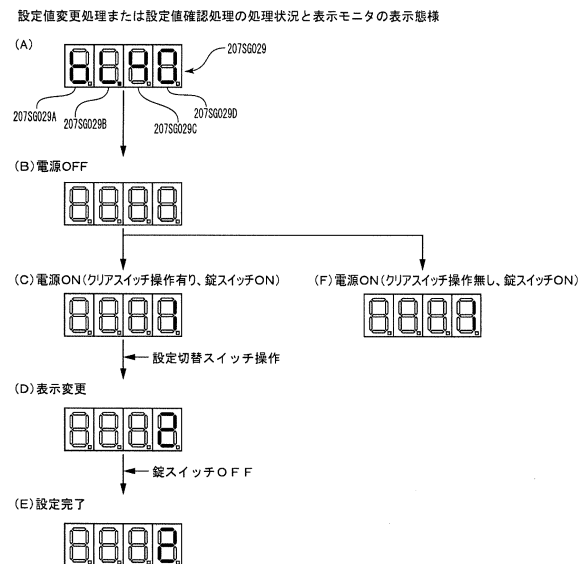 設定値変更処理または設定値確認処理の処理状況と表示モニタの表示態様
(A)
207SG029
207SG029A
207SG029B
207SG029C
207SG029D
(B)電源OFF
(C)電源ON(クリアスイッチ操作有り、錠スイッチON)
(F)電源ON(クリアスイッチ操作無し、錠スイッチON)
1
1
設定切替スイッチ操作
(D)表示変更
2
錠スイッチOFF
(E)設定完了
2